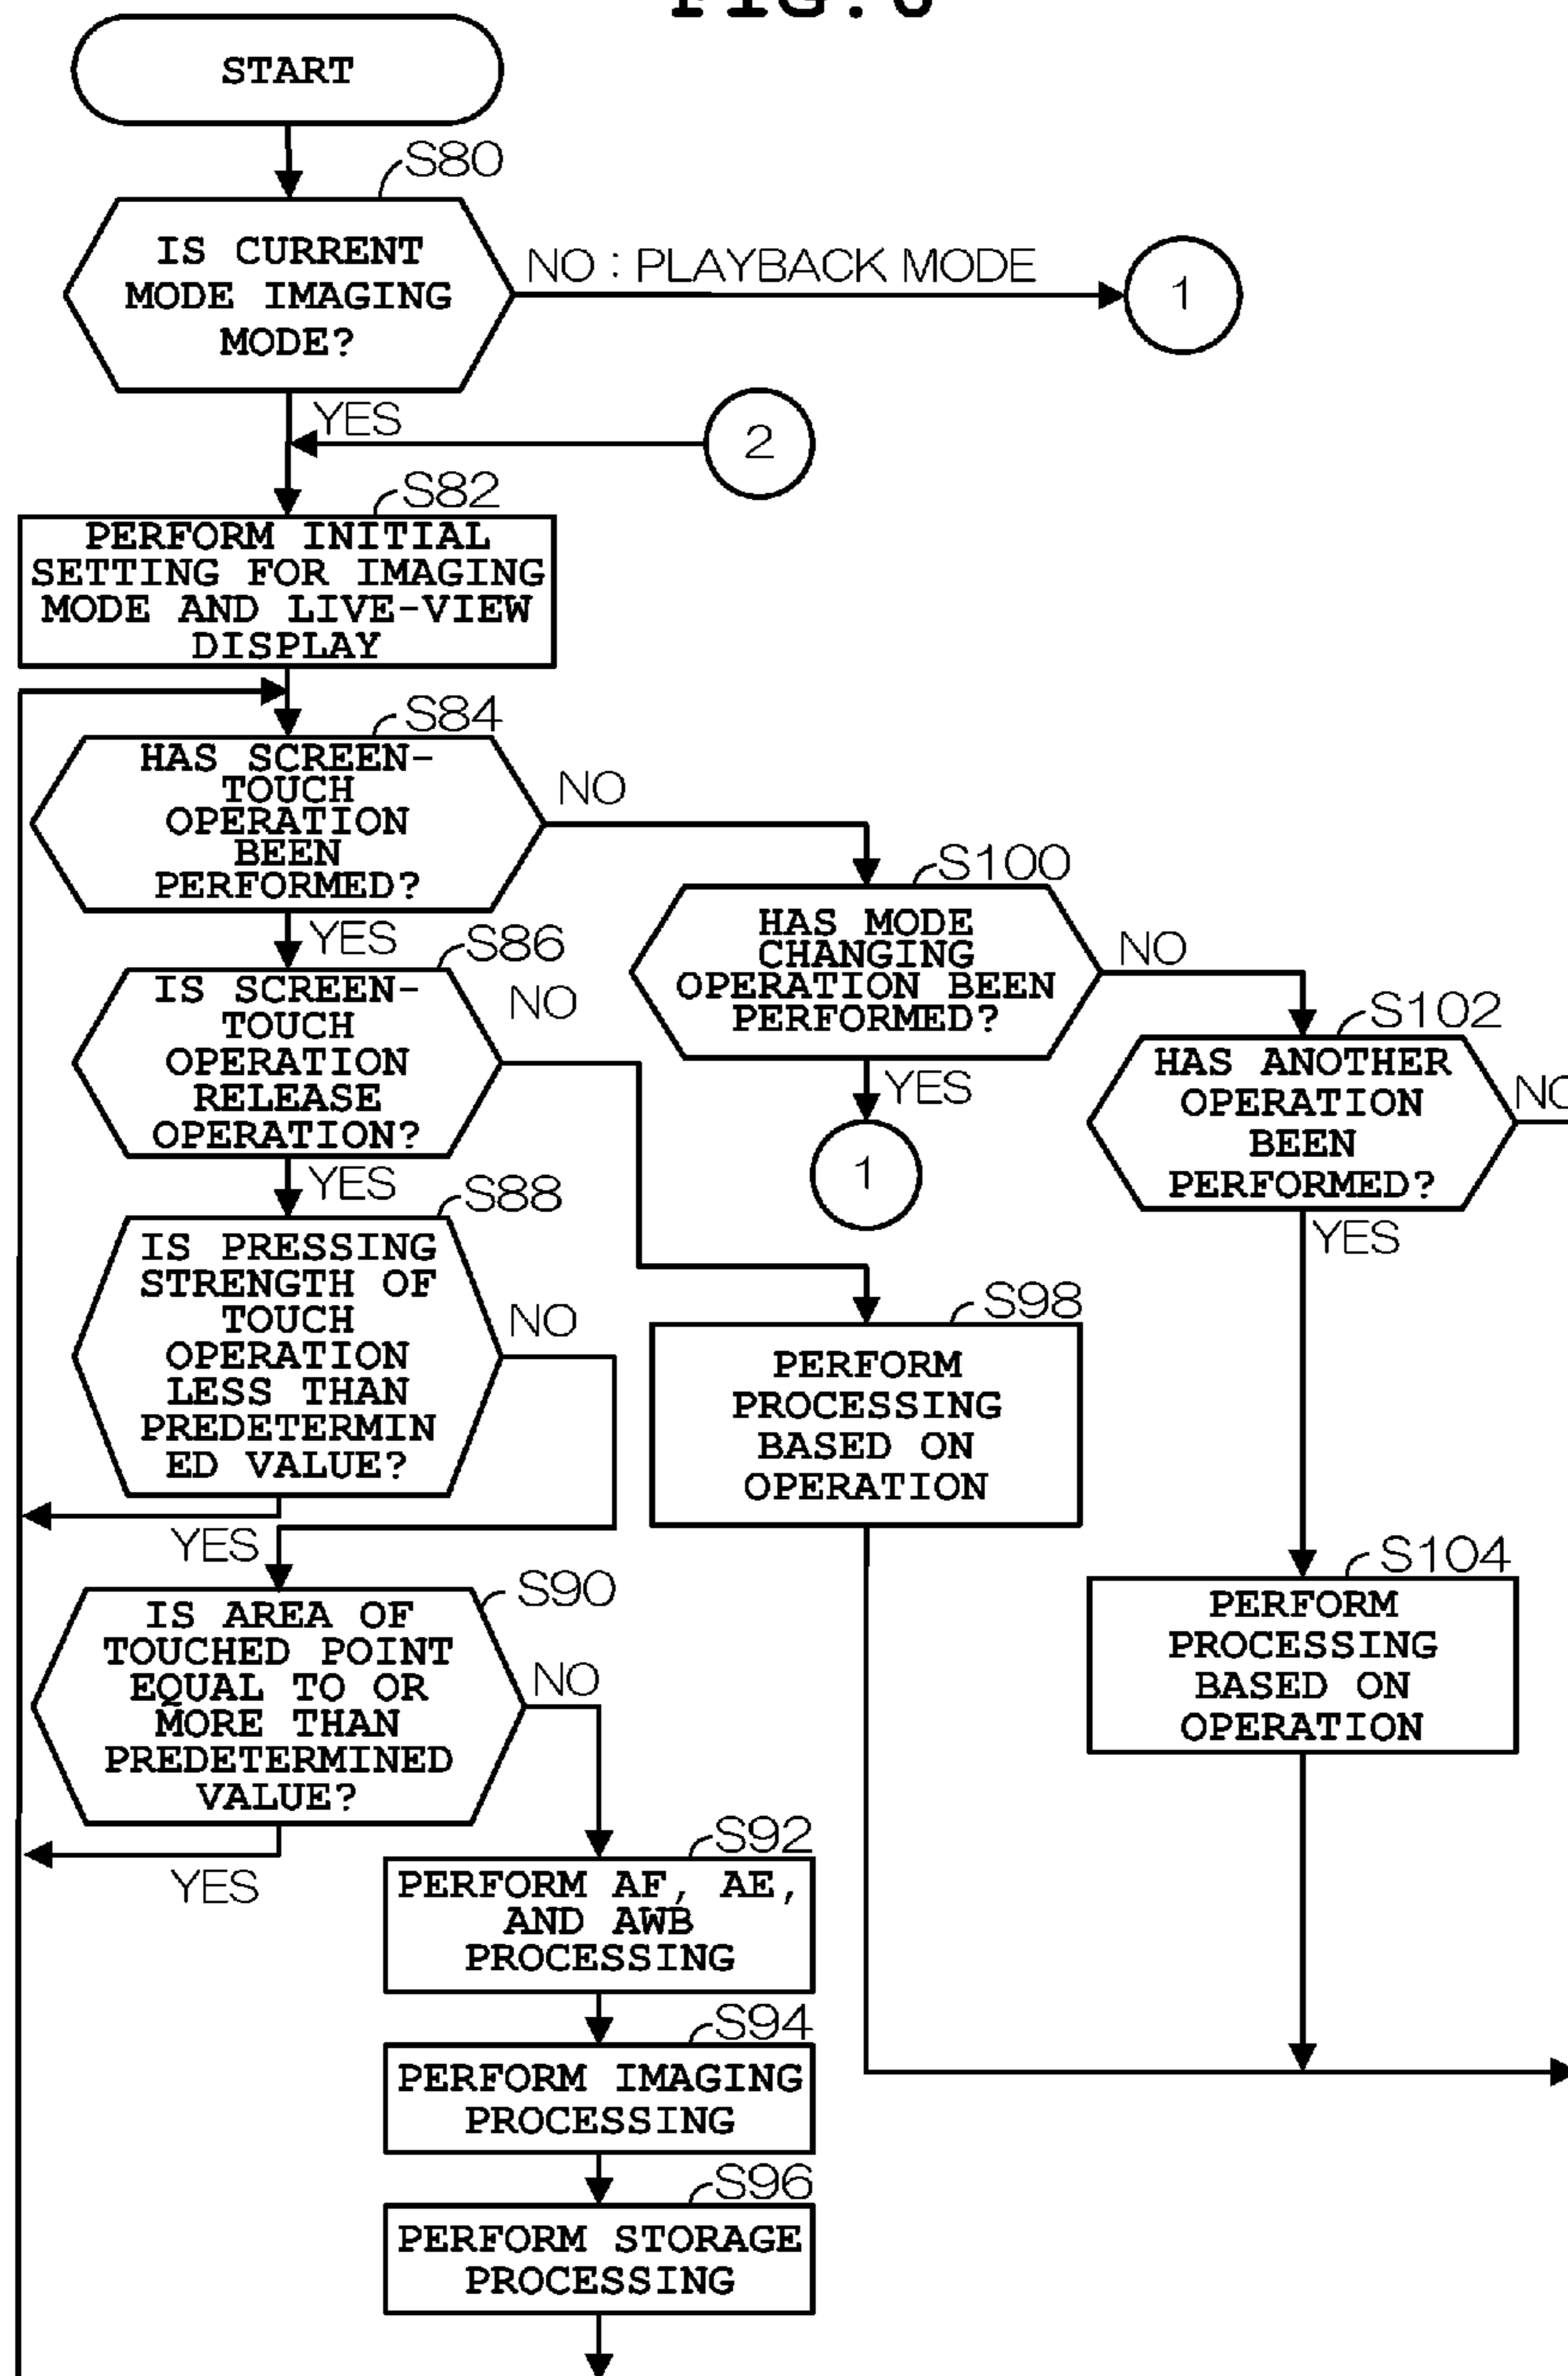 START
S80
IS CURRENT
MODE IMAGING
MODE?
NO : PLAYBACK MODE
1
YES
2
S82
PERFORM INITIAL
SETTING FOR IMAGING
MODE AND LIVE-VIEW
DISPLAY
S84
HAS SCREEN-
TOUCH
OPERATION
BEEN
PERFORMED?
NO
YES
S100
HAS MODE
CHANGING
OPERATION BEEN
PERFORMED?
NO
YES
1
S86
IS SCREEN-
TOUCH
OPERATION
RELEASE
OPERATION?
NO
YES
S102
HAS ANOTHER
OPERATION
BEEN
PERFORMED?
NO
YES
S88
IS PRESSING
STRENGTH OF
TOUCH
OPERATION
LESS THAN
PREDETERMIN
ED VALUE?
NO
YES
S98
PERFORM
PROCESSING
BASED ON
OPERATION
S104
PERFORM
PROCESSING
BASED ON
OPERATION
S90
IS AREA OF
TOUCHED POINT
EQUAL TO OR
MORE THAN
PREDETERMINED
VALUE?
NO
YES
S92
PERFORM AF, AE,
AND AWB
PROCESSING
S94
PERFORM IMAGING
PROCESSING
S96
PERFORM STORAGE
PROCESSING